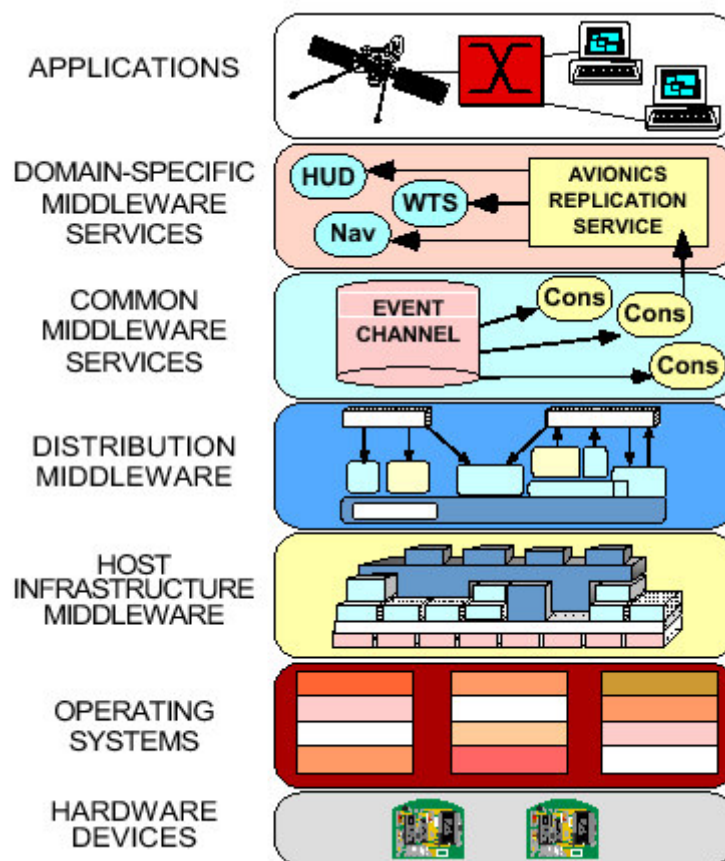 APPLICATIONS
DOMAIN-SPECIFIC
MIDDLEWARE
SERVICES
HUD
WTS
Nav
AVIONICS
REPLICATION
SERVICE
COMMON
MIDDLEWARE
SERVICES
EVENT
CHANNEL
Cons
Cons
Cons
DISTRIBUTION
MIDDLEWARE
HOST
INFRASTRUCTURE
MIDDLEWARE
OPERATING
SYSTEMS
HARDWARE
DEVICES